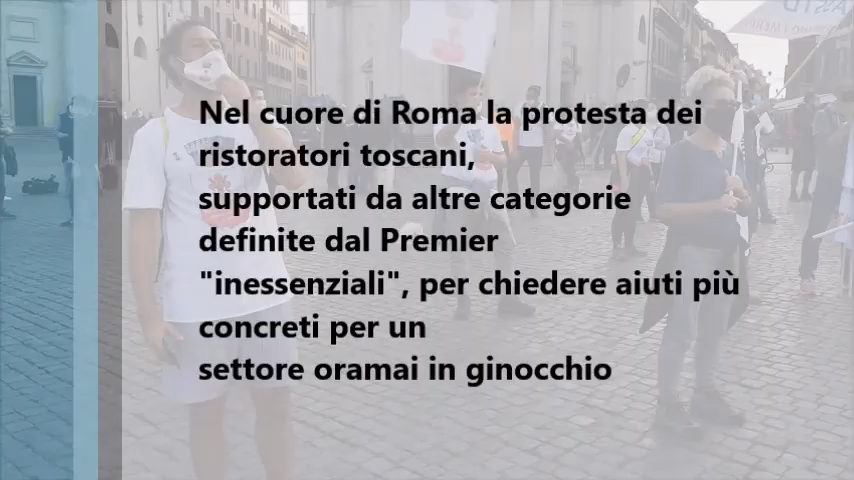 Nel cuore di Roma la protesta dei
ristoratori toscani,
supportati da altre categorie
definite dal Premier
"inessenziali", per chiedere aiuti più
concreti per un
settore oramai in ginocchio